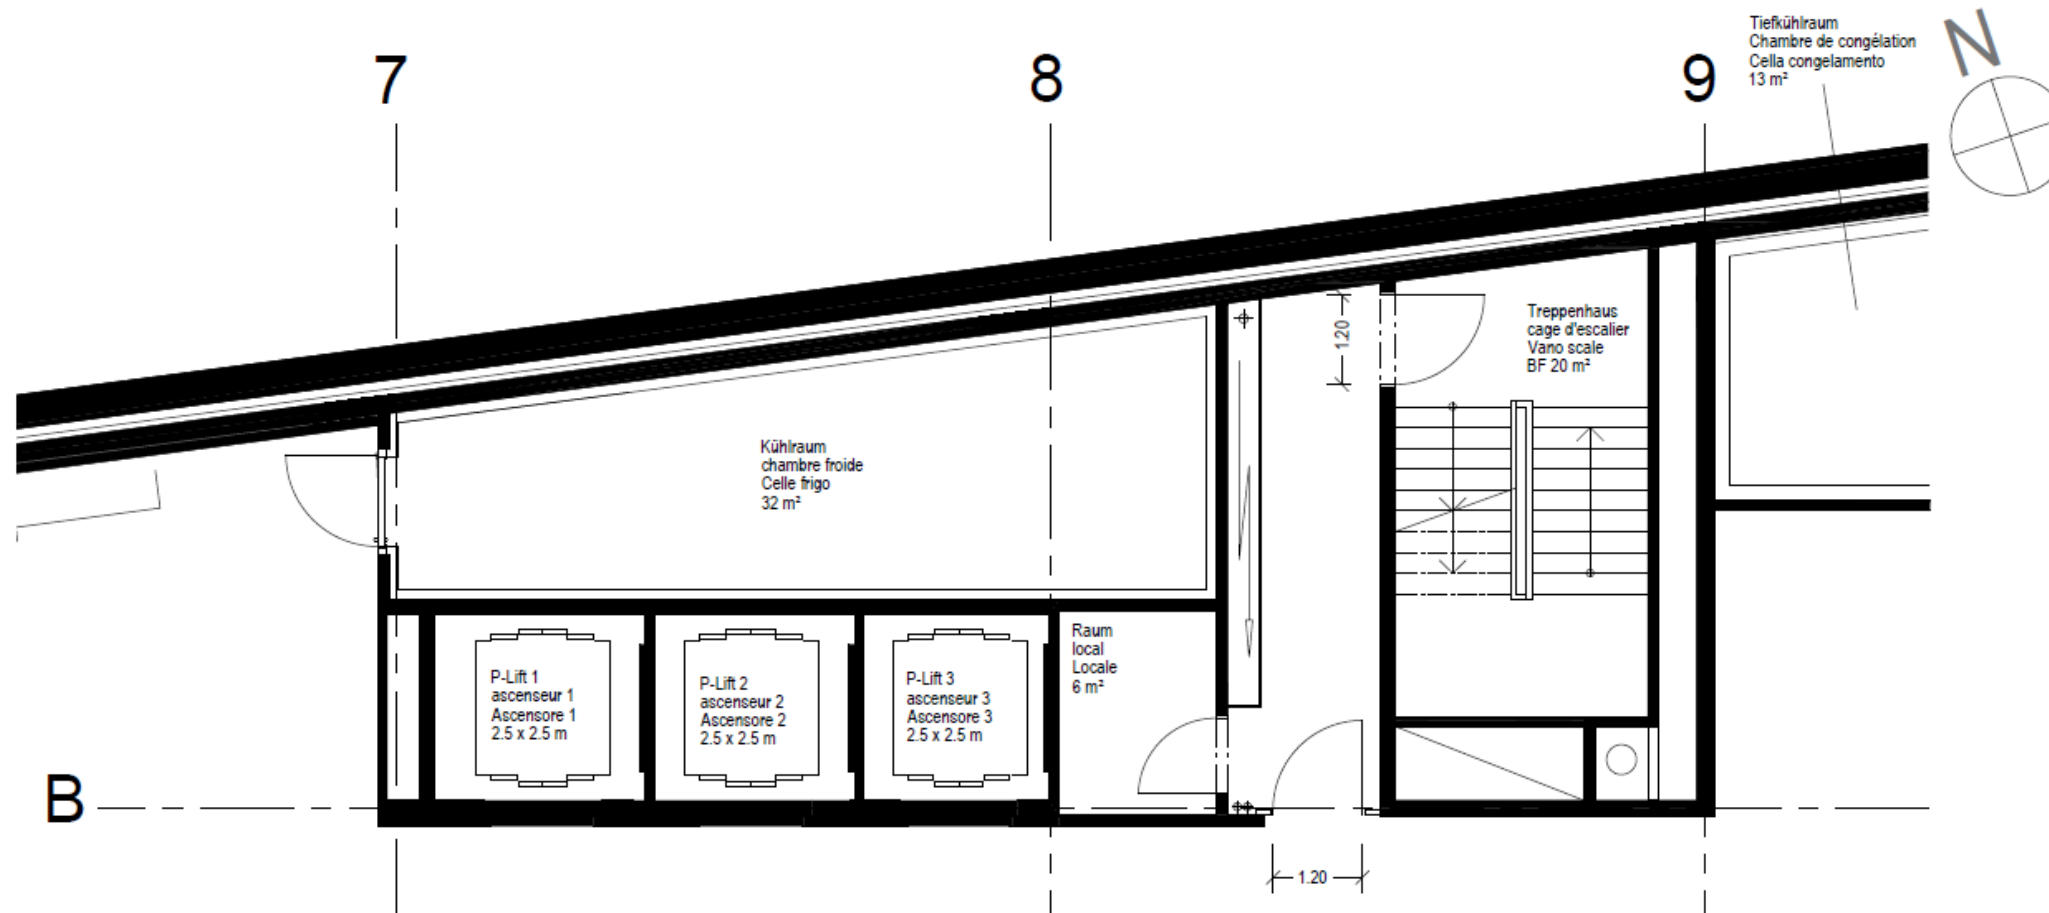 7
8
9
Tiefkühlraum
Chambre de congélation
Cella congelamento
13 m²
N
1.20
Treppenhaus
cage d'escalier
Vano scale
BF 20 m²
Kühlraum
chambre froide
Celle frigo
32 m²
P-Lift 1
ascenseur 1
Ascensore 1
2.5 x 2.5 m
P-Lift 2
ascenseur 2
Ascensore 2
2.5 x 2.5 m
P-Lift 3
ascenseur 3
Ascensore 3
2.5 x 2.5 m
Raum
local
Locale
6 m²
B
1.20